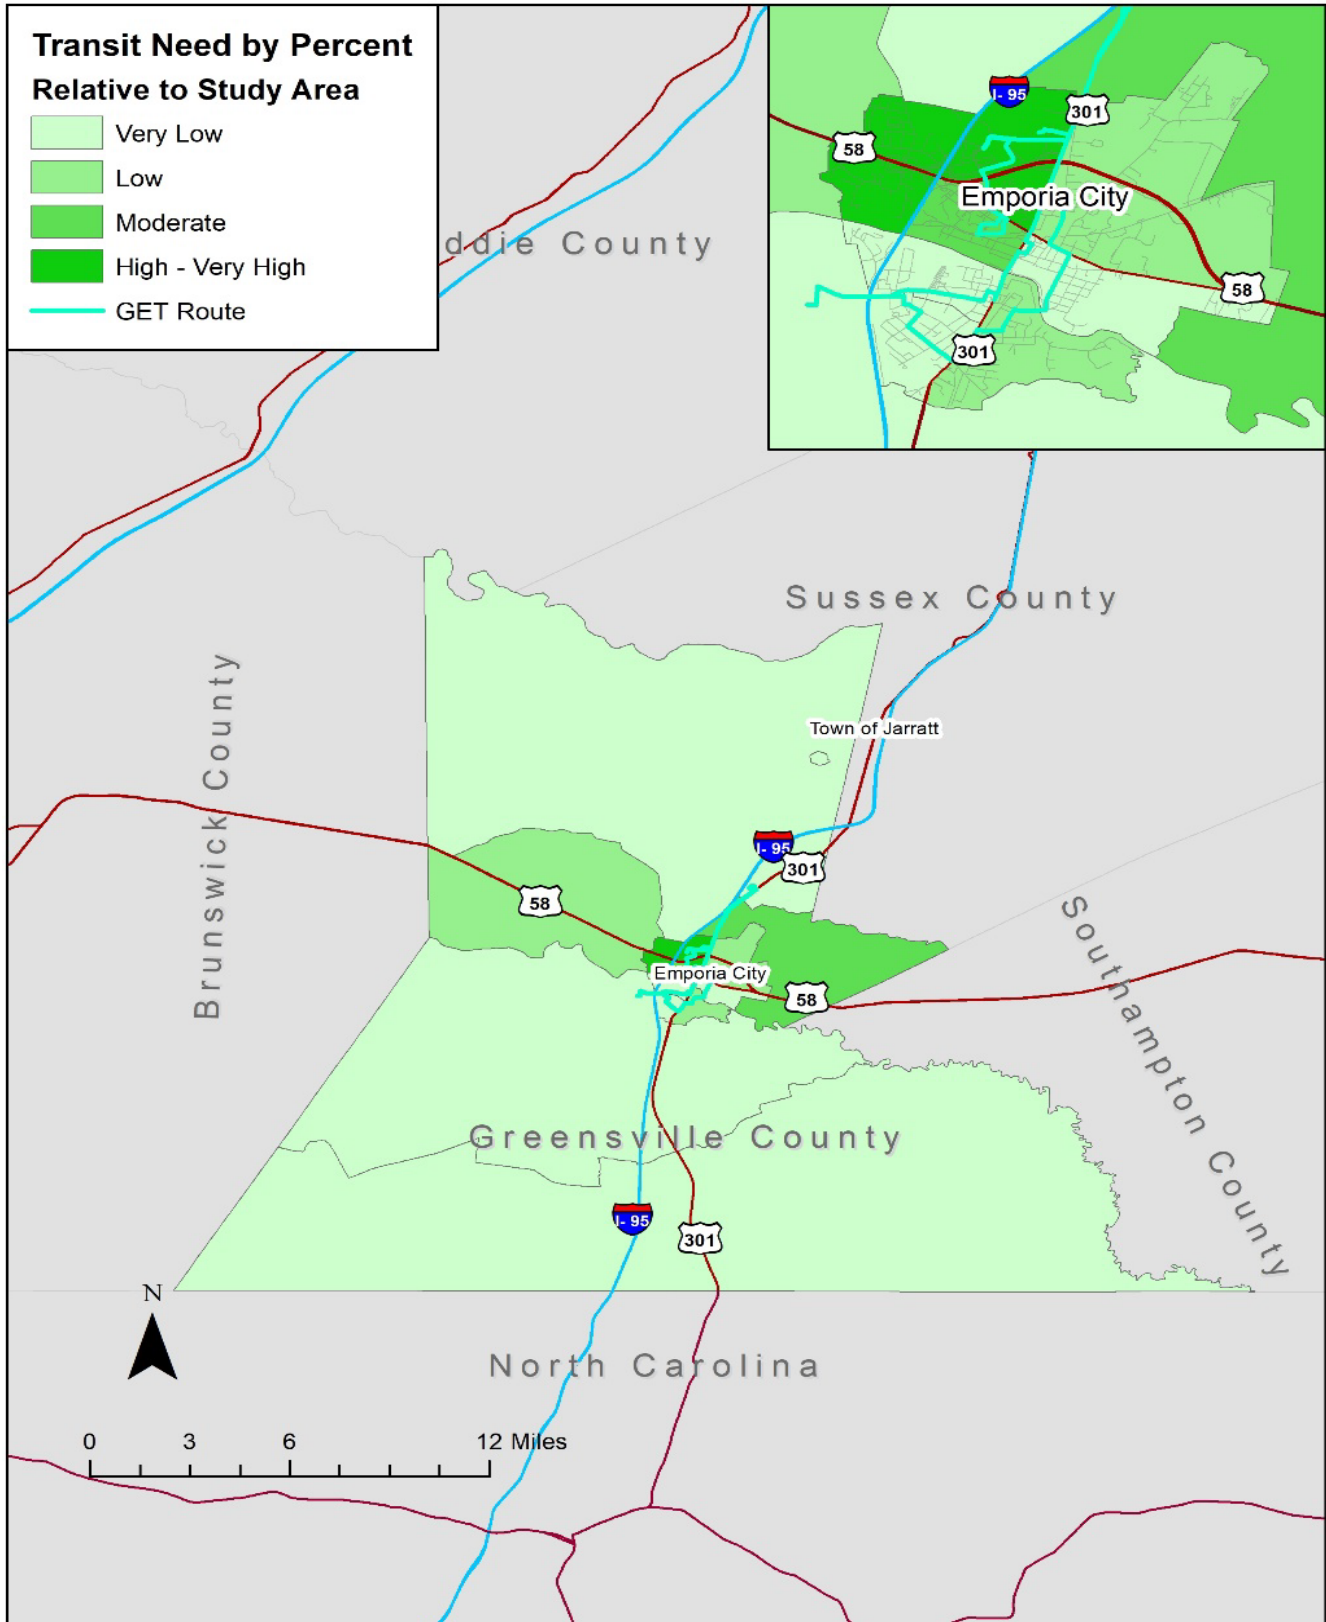 Transit Need by Percent
Relative to Study Area
Very Low
Low
Moderate
High - Very High
GET Route
I-95
301
58
Emporia City
58
301
ddie County
Sussex County
Brunswick County
Town of Jarratt
I-95
301
58
Emporia City
58
Southampton County
Greensville County
I-95
301
N
North Carolina
0 3 6 12 Miles